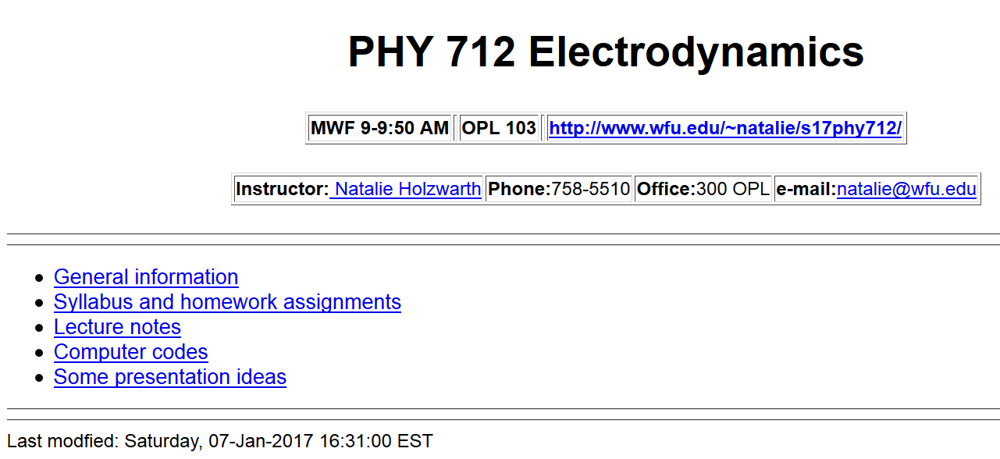 PHY 712 Electrodynamics
MWF 9-9:50 AM OPL 103 http://www.wfu.edu/~natalie/s17phy712/
Instructor: Natalie Holzwarth Phone:758-5510 Office:300 OPL e-mail:natalie@wfu.edu
General information
Syllabus and homework assignments
Lecture notes
Computer codes
Some presentation ideas
Last modfied: Saturday, 07-Jan-2017 16:31:00 EST